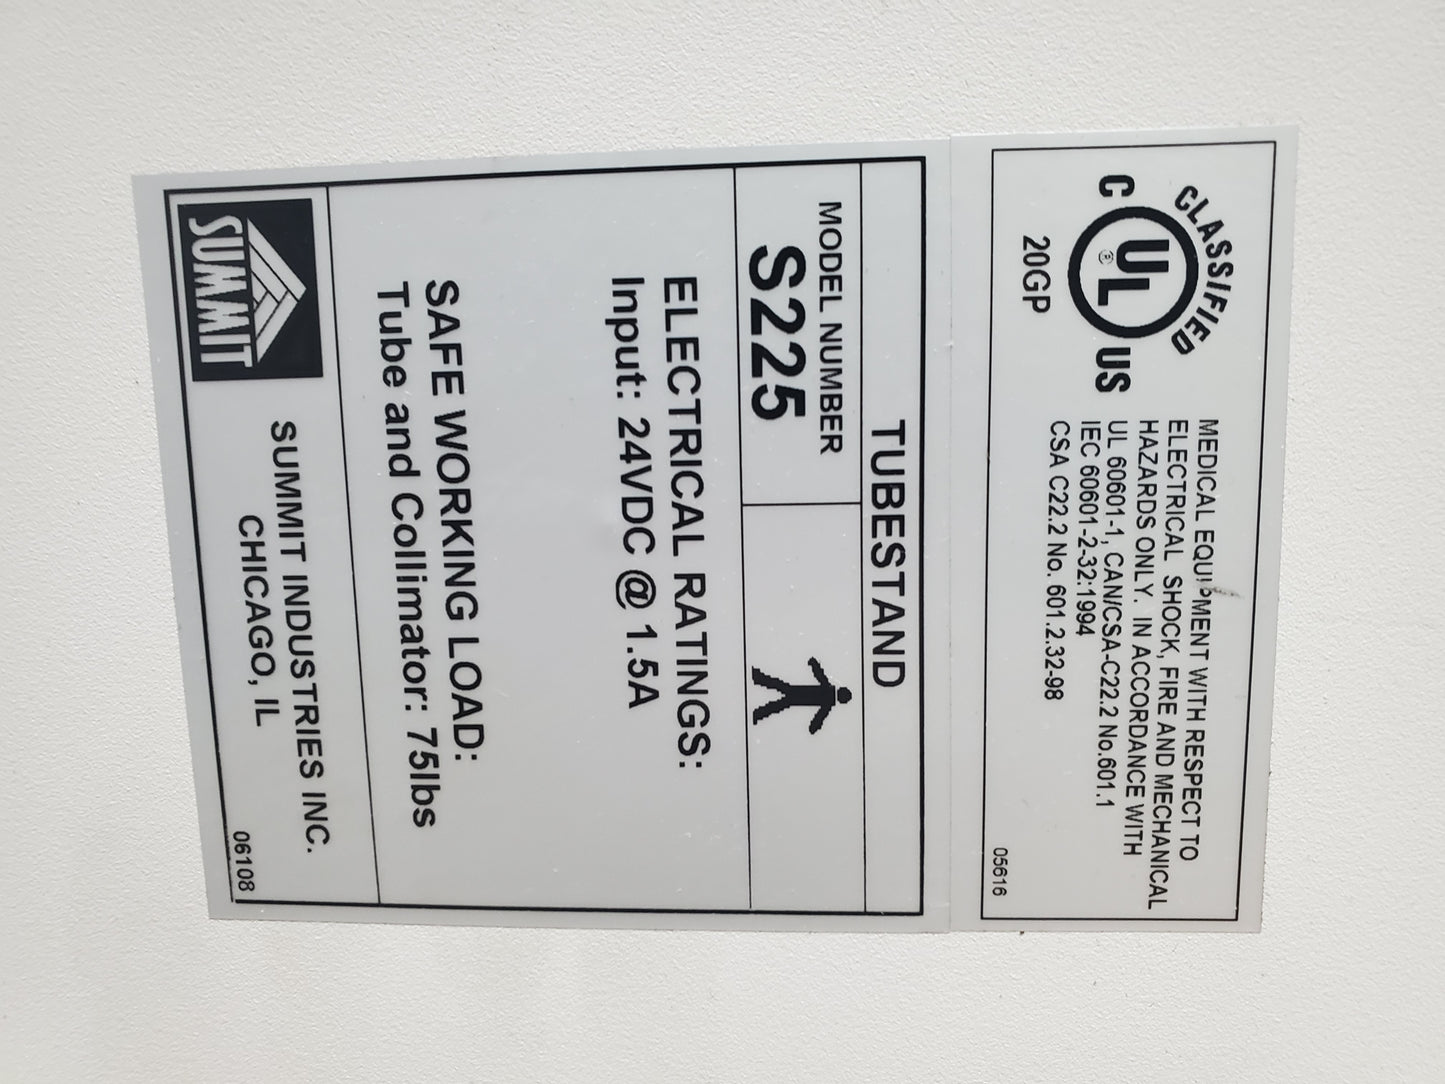 CLASSIFIED
C UL® US
20GP
MEDICAL EQUIPMENT WITH RESPECT TO
ELECTRICAL SHOCK, FIRE AND MECHANICAL
HAZARDS ONLY. IN ACCORDANCE WITH
UL 60601-1, CAN/CSA-C22.2 No.601.1
IEC 60601-2-32:1994
CSA C22.2 No. 601.2.32-98
05616
TUBESTAND
MODEL NUMBER
S225
ELECTRICAL RATINGS:
Input: 24VDC @ 1.5A
SAFE WORKING LOAD:
Tube and Collimator: 75lbs
SUMMIT
SUMMIT INDUSTRIES INC.
CHICAGO, IL
06108